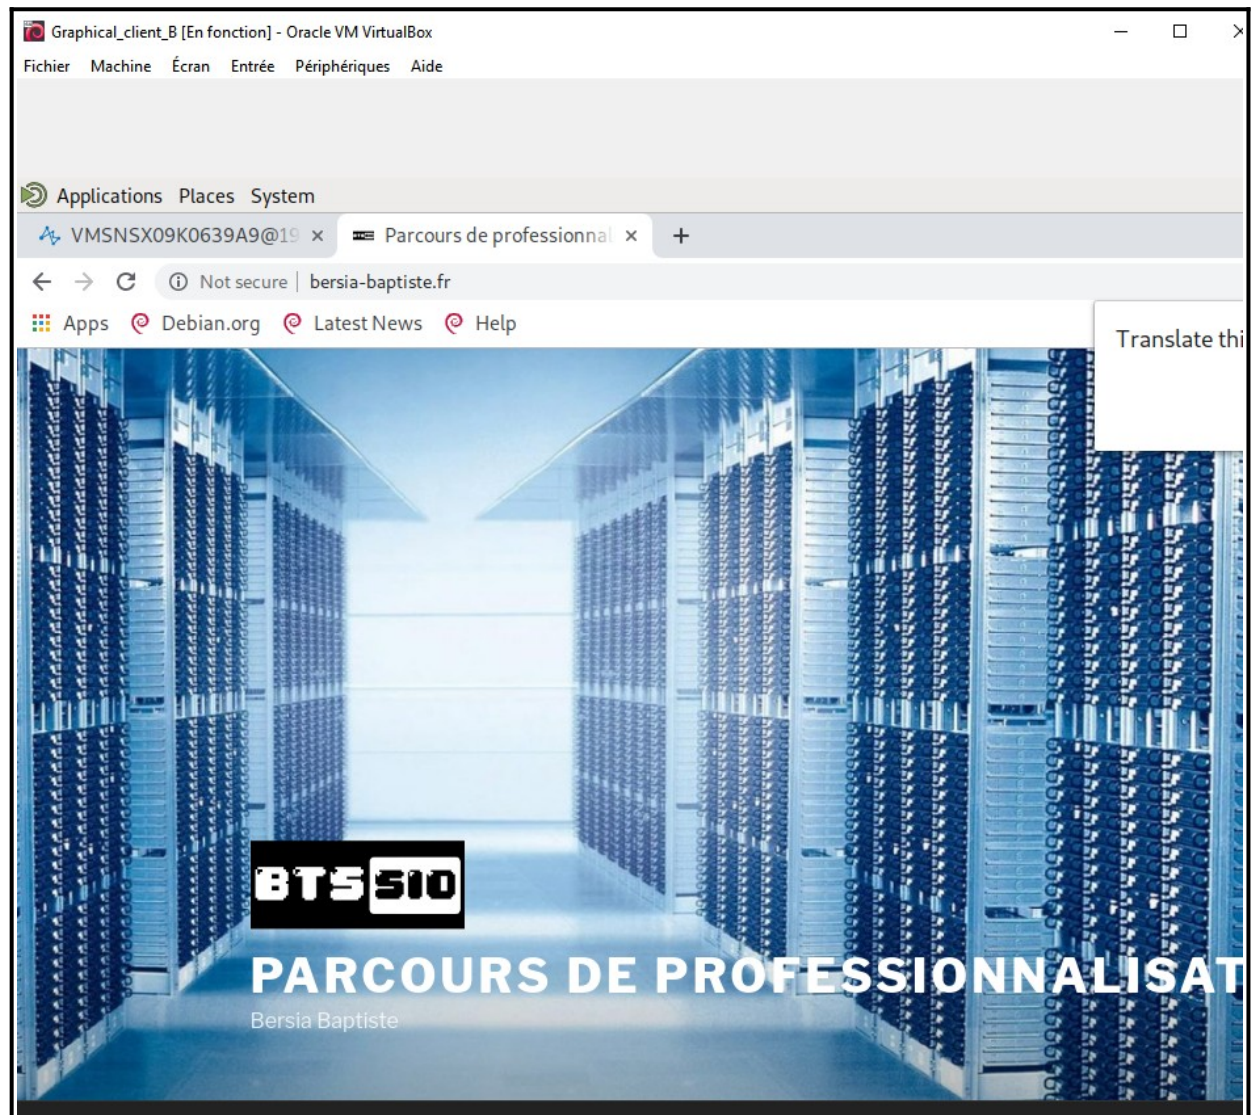 Graphical_client_B [En fonction] - Oracle VM VirtualBox
Fichier Machine Écran Entrée Périphériques Aide
Applications Places System
VMSNSX09K0639A9@19 Parcours de professionnal
Not secure | bersia-baptiste.fr
Apps Debian.org Latest News Help
Translate thi
BTS SIO
PARCOURS DE PROFESSIONNALISAT
Bersia Baptiste